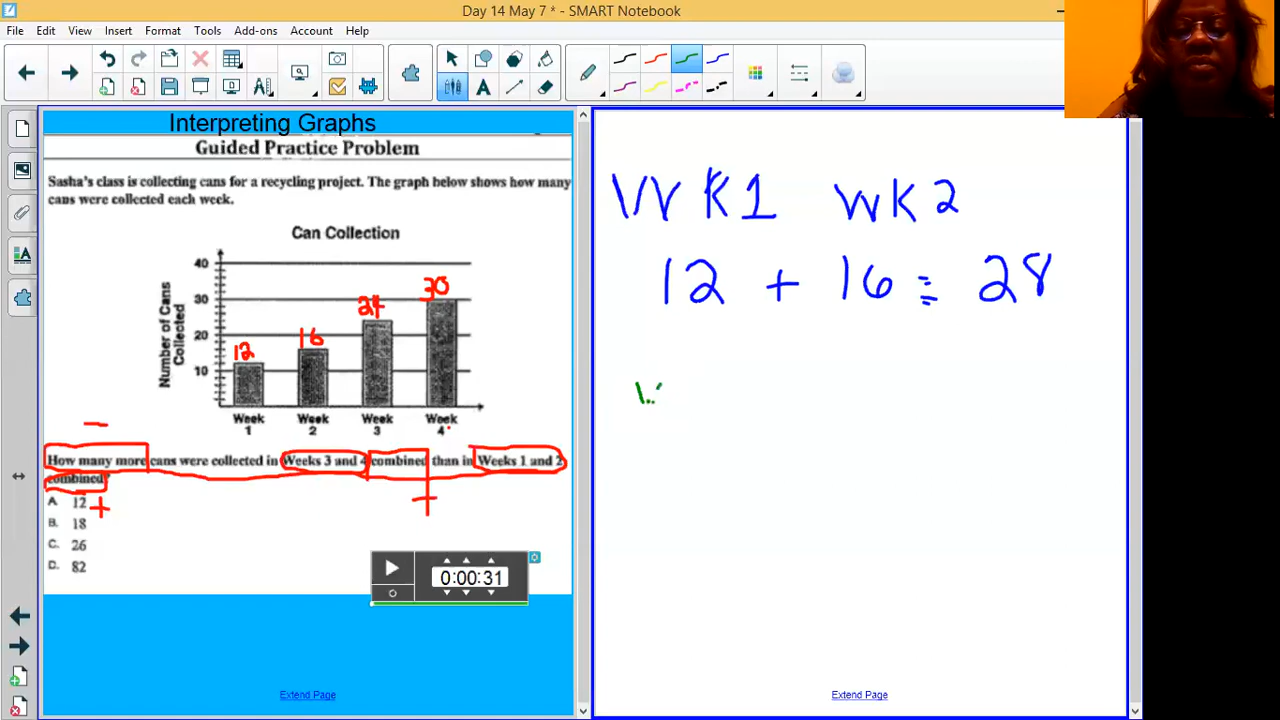 Day 14 May 7 * - SMART Notebook
File Edit View Insert Format Tools Add-ons Account Help
Interpreting Graphs
Guided Practice Problem
Sasha's class is collecting cans for a recycling project. The graph below shows how many
cans were collected each week.
Can Collection
Number of Cans
Collected
40
30
20
10
12
16
24
30
Week 1
Week 2
Week 3
Week 4
−
How many more cans were collected in Weeks 3 and 4 combined than in Weeks 1 and 2
combined?
+
+
A. 12
B. 18
C. 26
D. 82
0:00:31
Extend Page
WK1 WK2
12 + 16 = 28
Extend Page